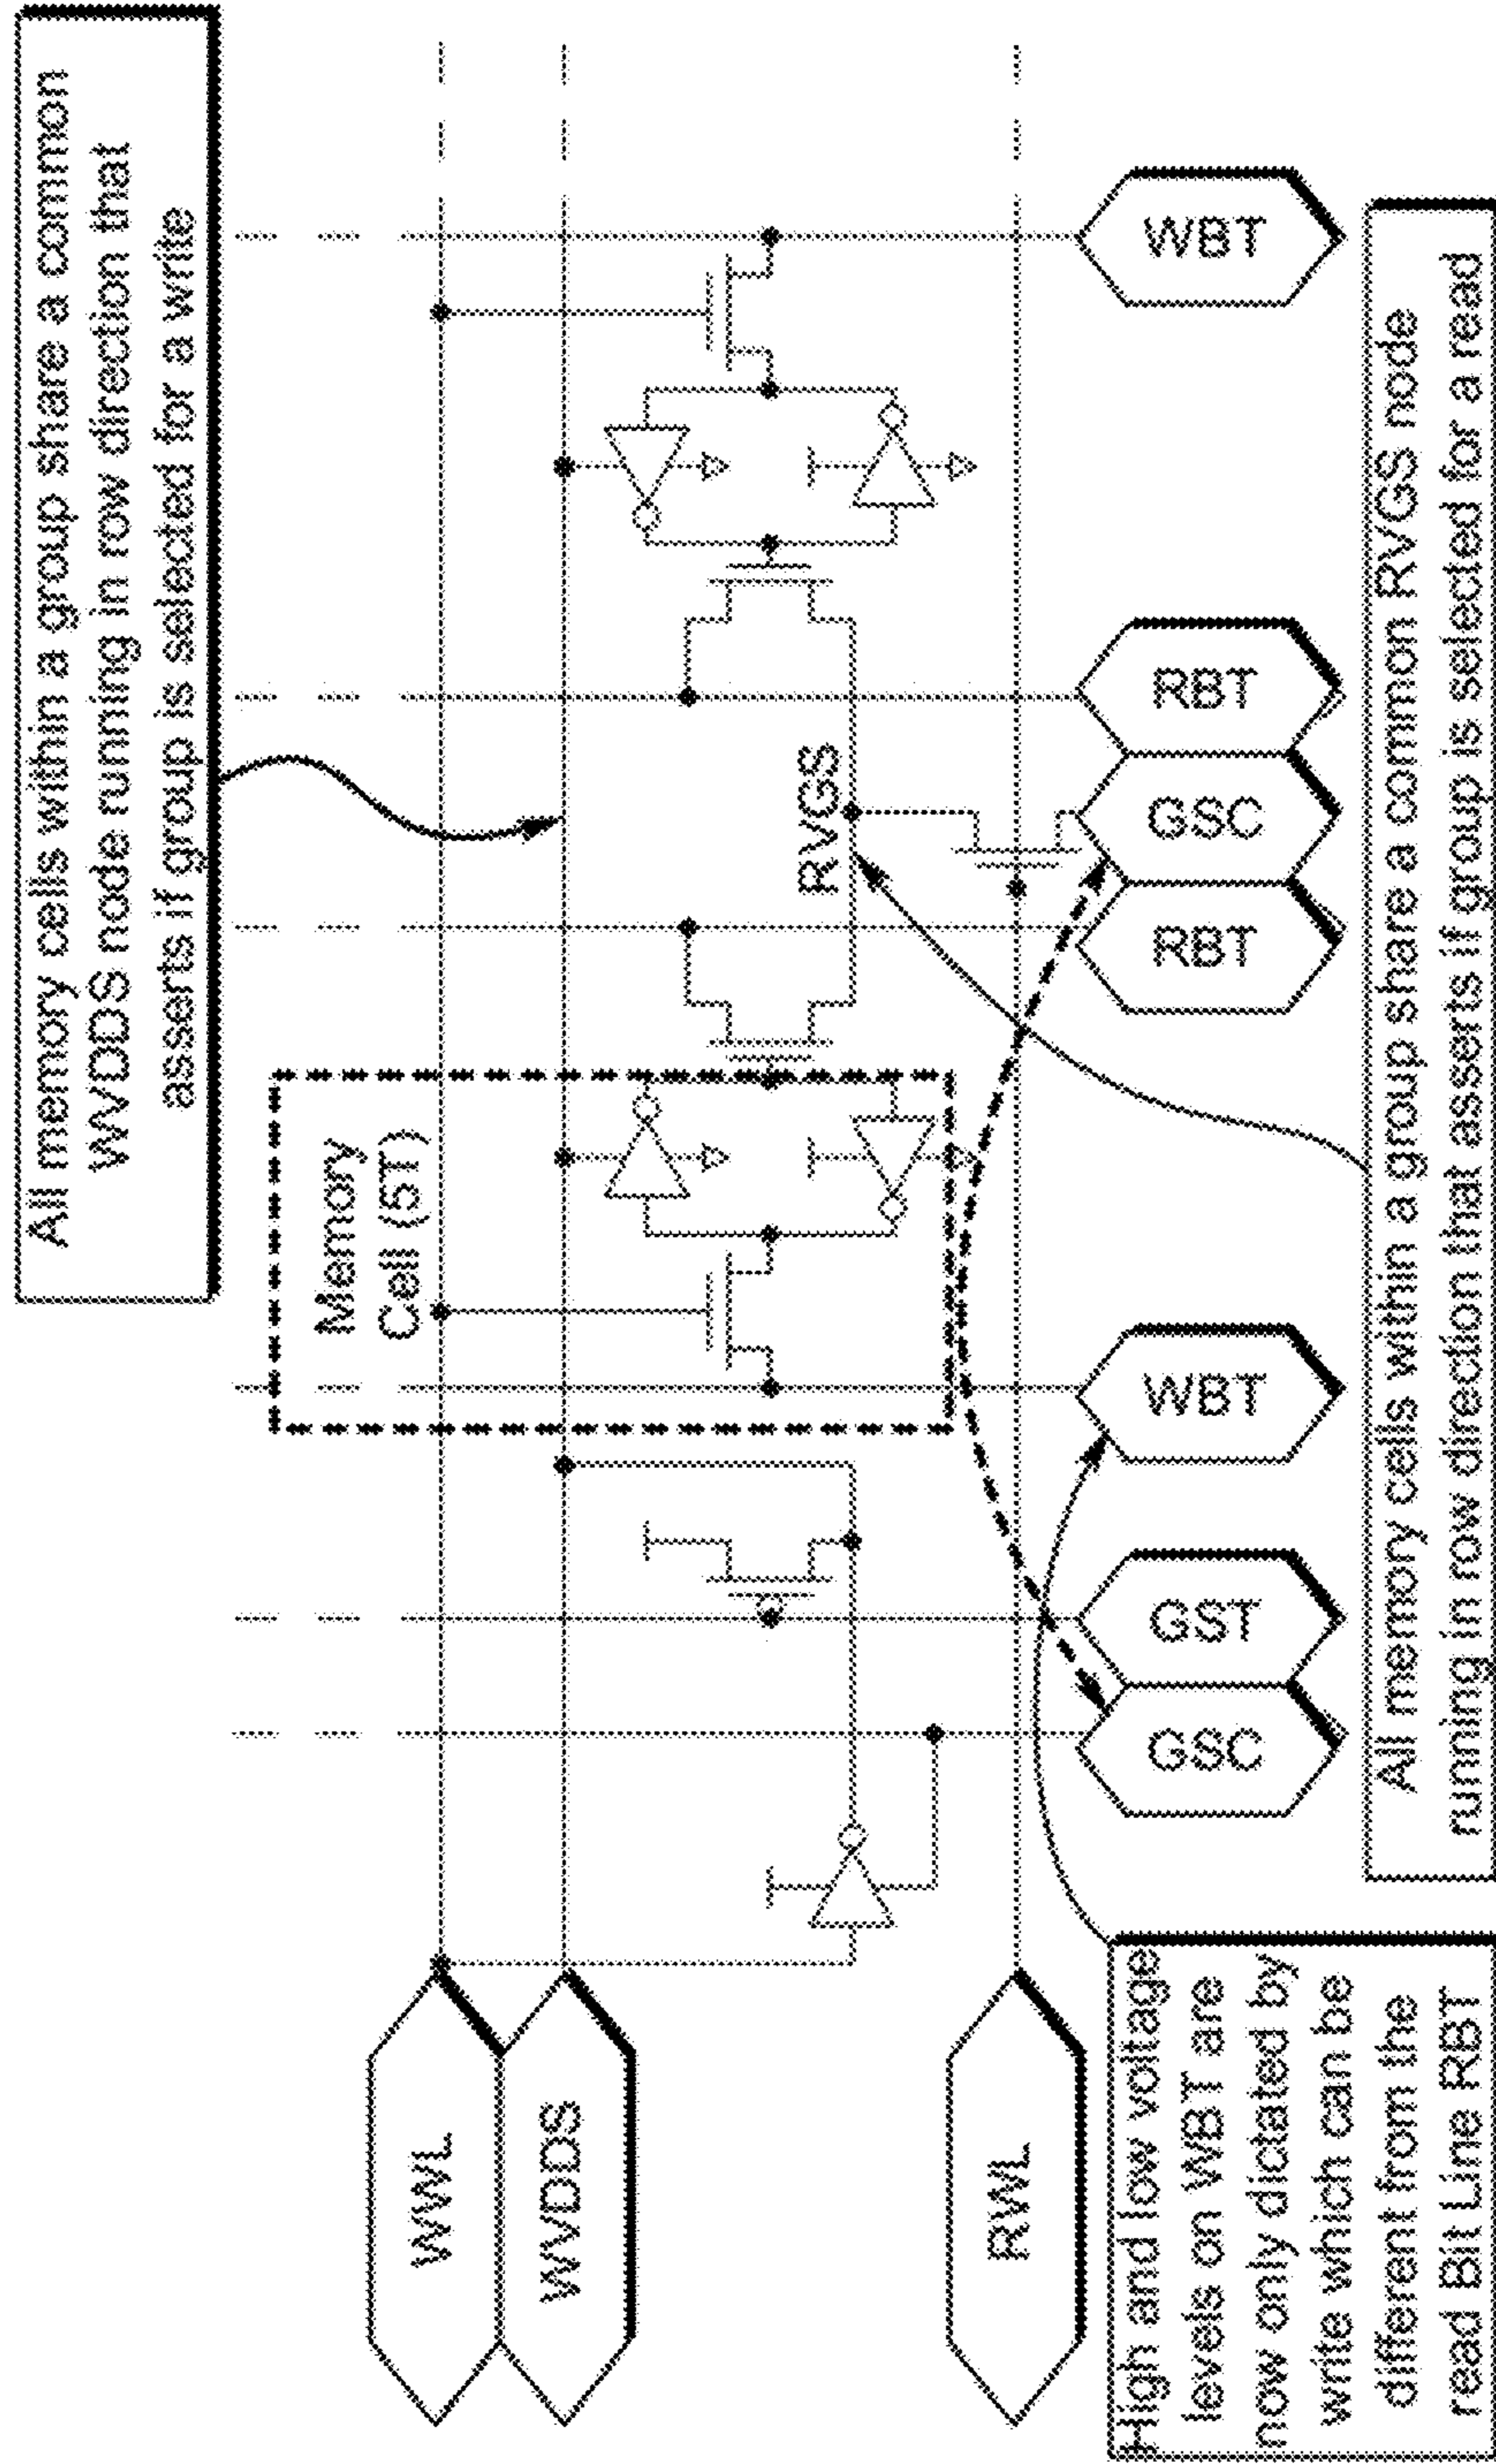 All memory cells within a group share a common
WVDDS node running in row direction that
asserts if group is selected for a write
Memory
Cell (5T)
WWL
WVDDS
RVGS
RWL
GSC
GST
WBT
RBT
GSC
RBT
WBT
High and low voltage
levels on WBT are
now only dictated by
write which can be
different from the
read Bit Line RBT
All memory cells within a group share a common RVGS node
running in row direction that asserts if group is selected for a read